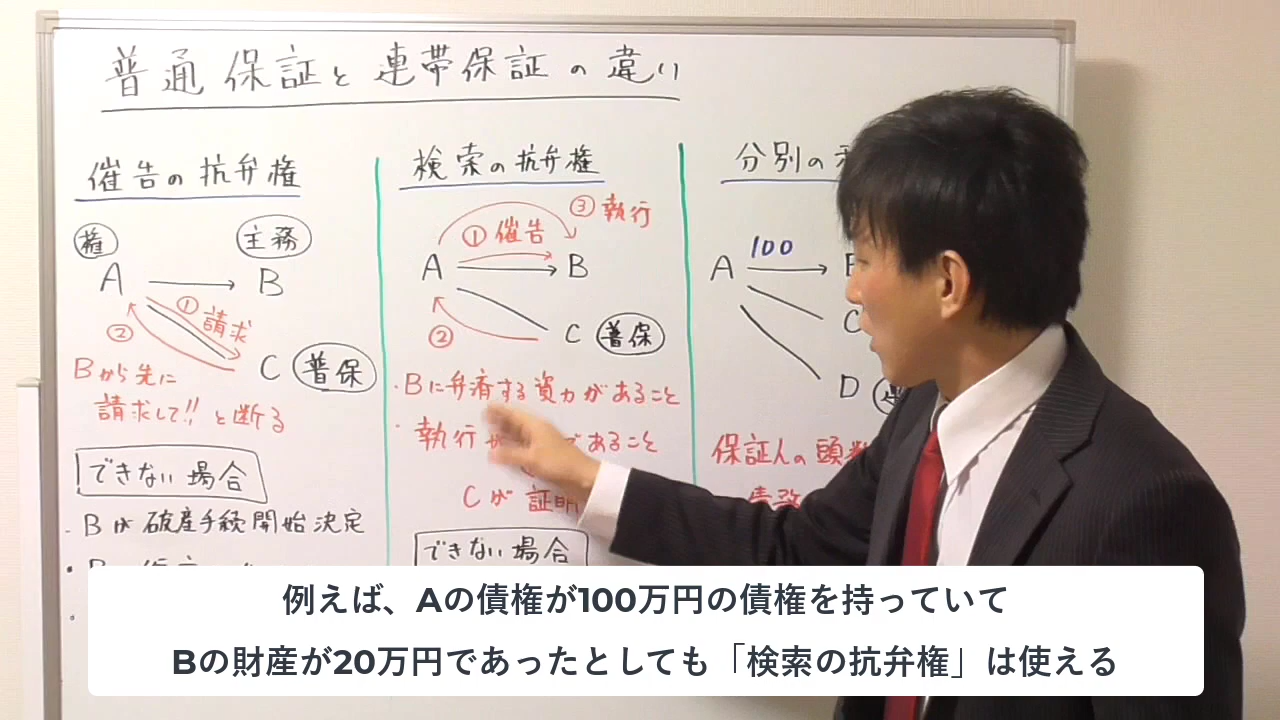 普通保証と連帯保証の違い
催告の抗弁権
権
主務
A
B
①請求
②
C
普保
Bから先に
請求して!!と断る
できない場合
・Bが破産手続開始決定
検索の抗弁権
③執行
①催告
A
B
②
C
普保
・Bに弁済する資力があること
・執行が であること
Cが証明
できない場合
分別の
100
A
C
D
保証人の頭数
債務
例えば、Aの債権が100万円の債権を持っていて
Bの財産が20万円であったとしても「検索の抗弁権」は使える